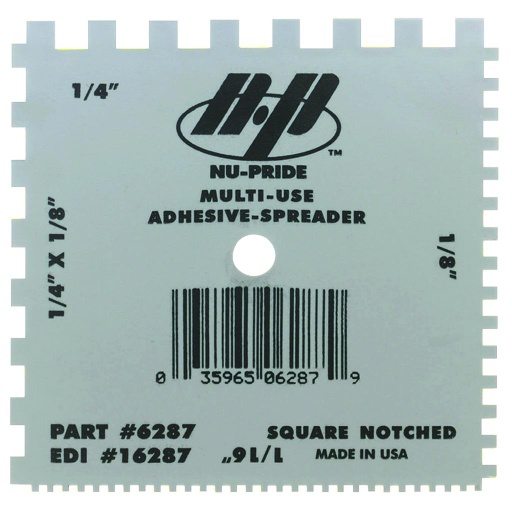 1/4"
N·P
™
NU-PRIDE
MULTI-USE
ADHESIVE-SPREADER
1/4" X 1/8"
1/8"
0 35965 06287 9
PART #6287
SQUARE NOTCHED
EDI #16287
1/16"
MADE IN USA